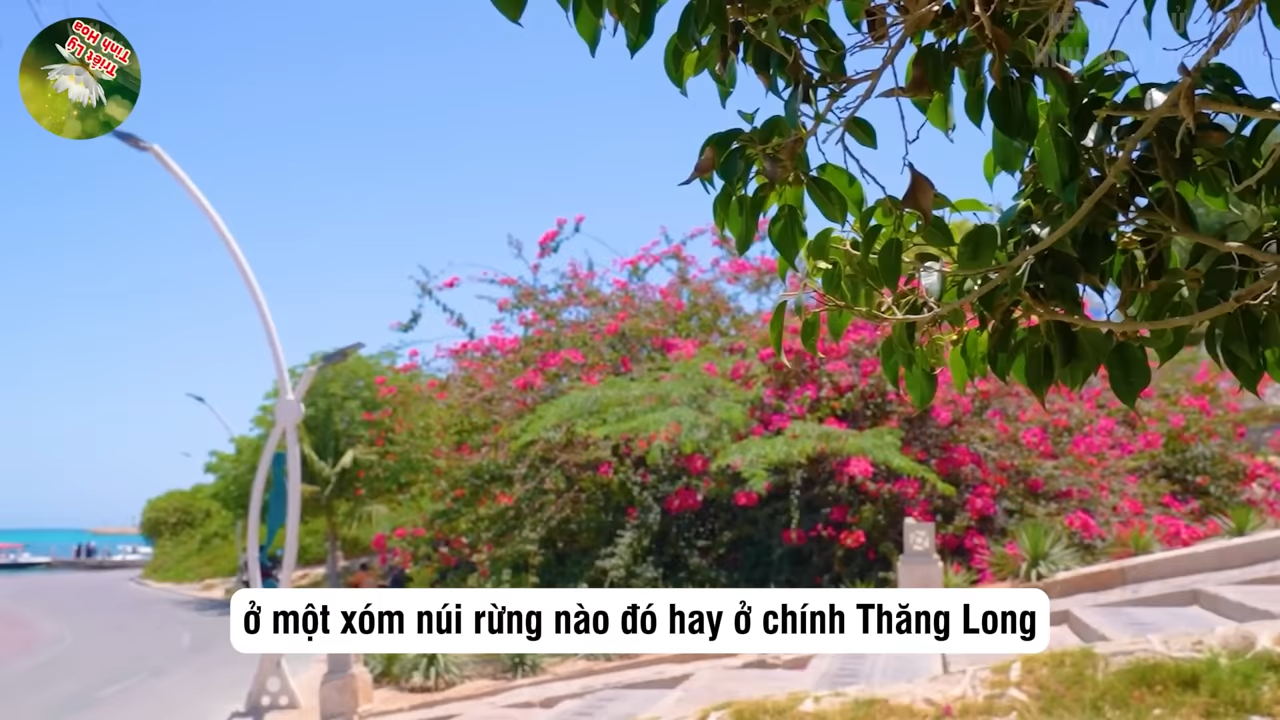 Triết Lý
Tinh Hoa
ở một xóm núi rừng nào đó hay ở chính Thăng Long